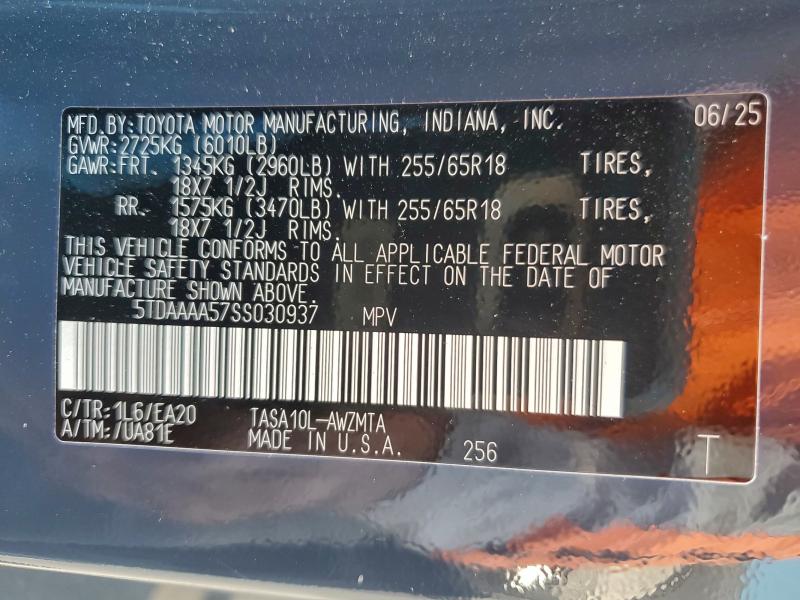 MFD.BY:TOYOTA MOTOR MANUFACTURING, INDIANA, INC. 06/25
GVWR:2725KG (6010LB)
GAWR:FRT. 1345KG (2960LB) WITH 255/65R18 TIRES,
18X7 1/2J RIMS.
RR. 1575KG (3470LB) WITH 255/65R18 TIRES,
18X7 1/2J RIMS.
THIS VEHICLE CONFORMS TO ALL APPLICABLE FEDERAL MOTOR
VEHICLE SAFETY STANDARDS IN EFFECT ON THE DATE OF
MANUFACTURE SHOWN ABOVE.
5TDAAAA57SS030937 MPV
C/TR:1L6/EA20 TASA10L-AWZMTA
A/TM:/UA81E MADE IN U.S.A. 256 T